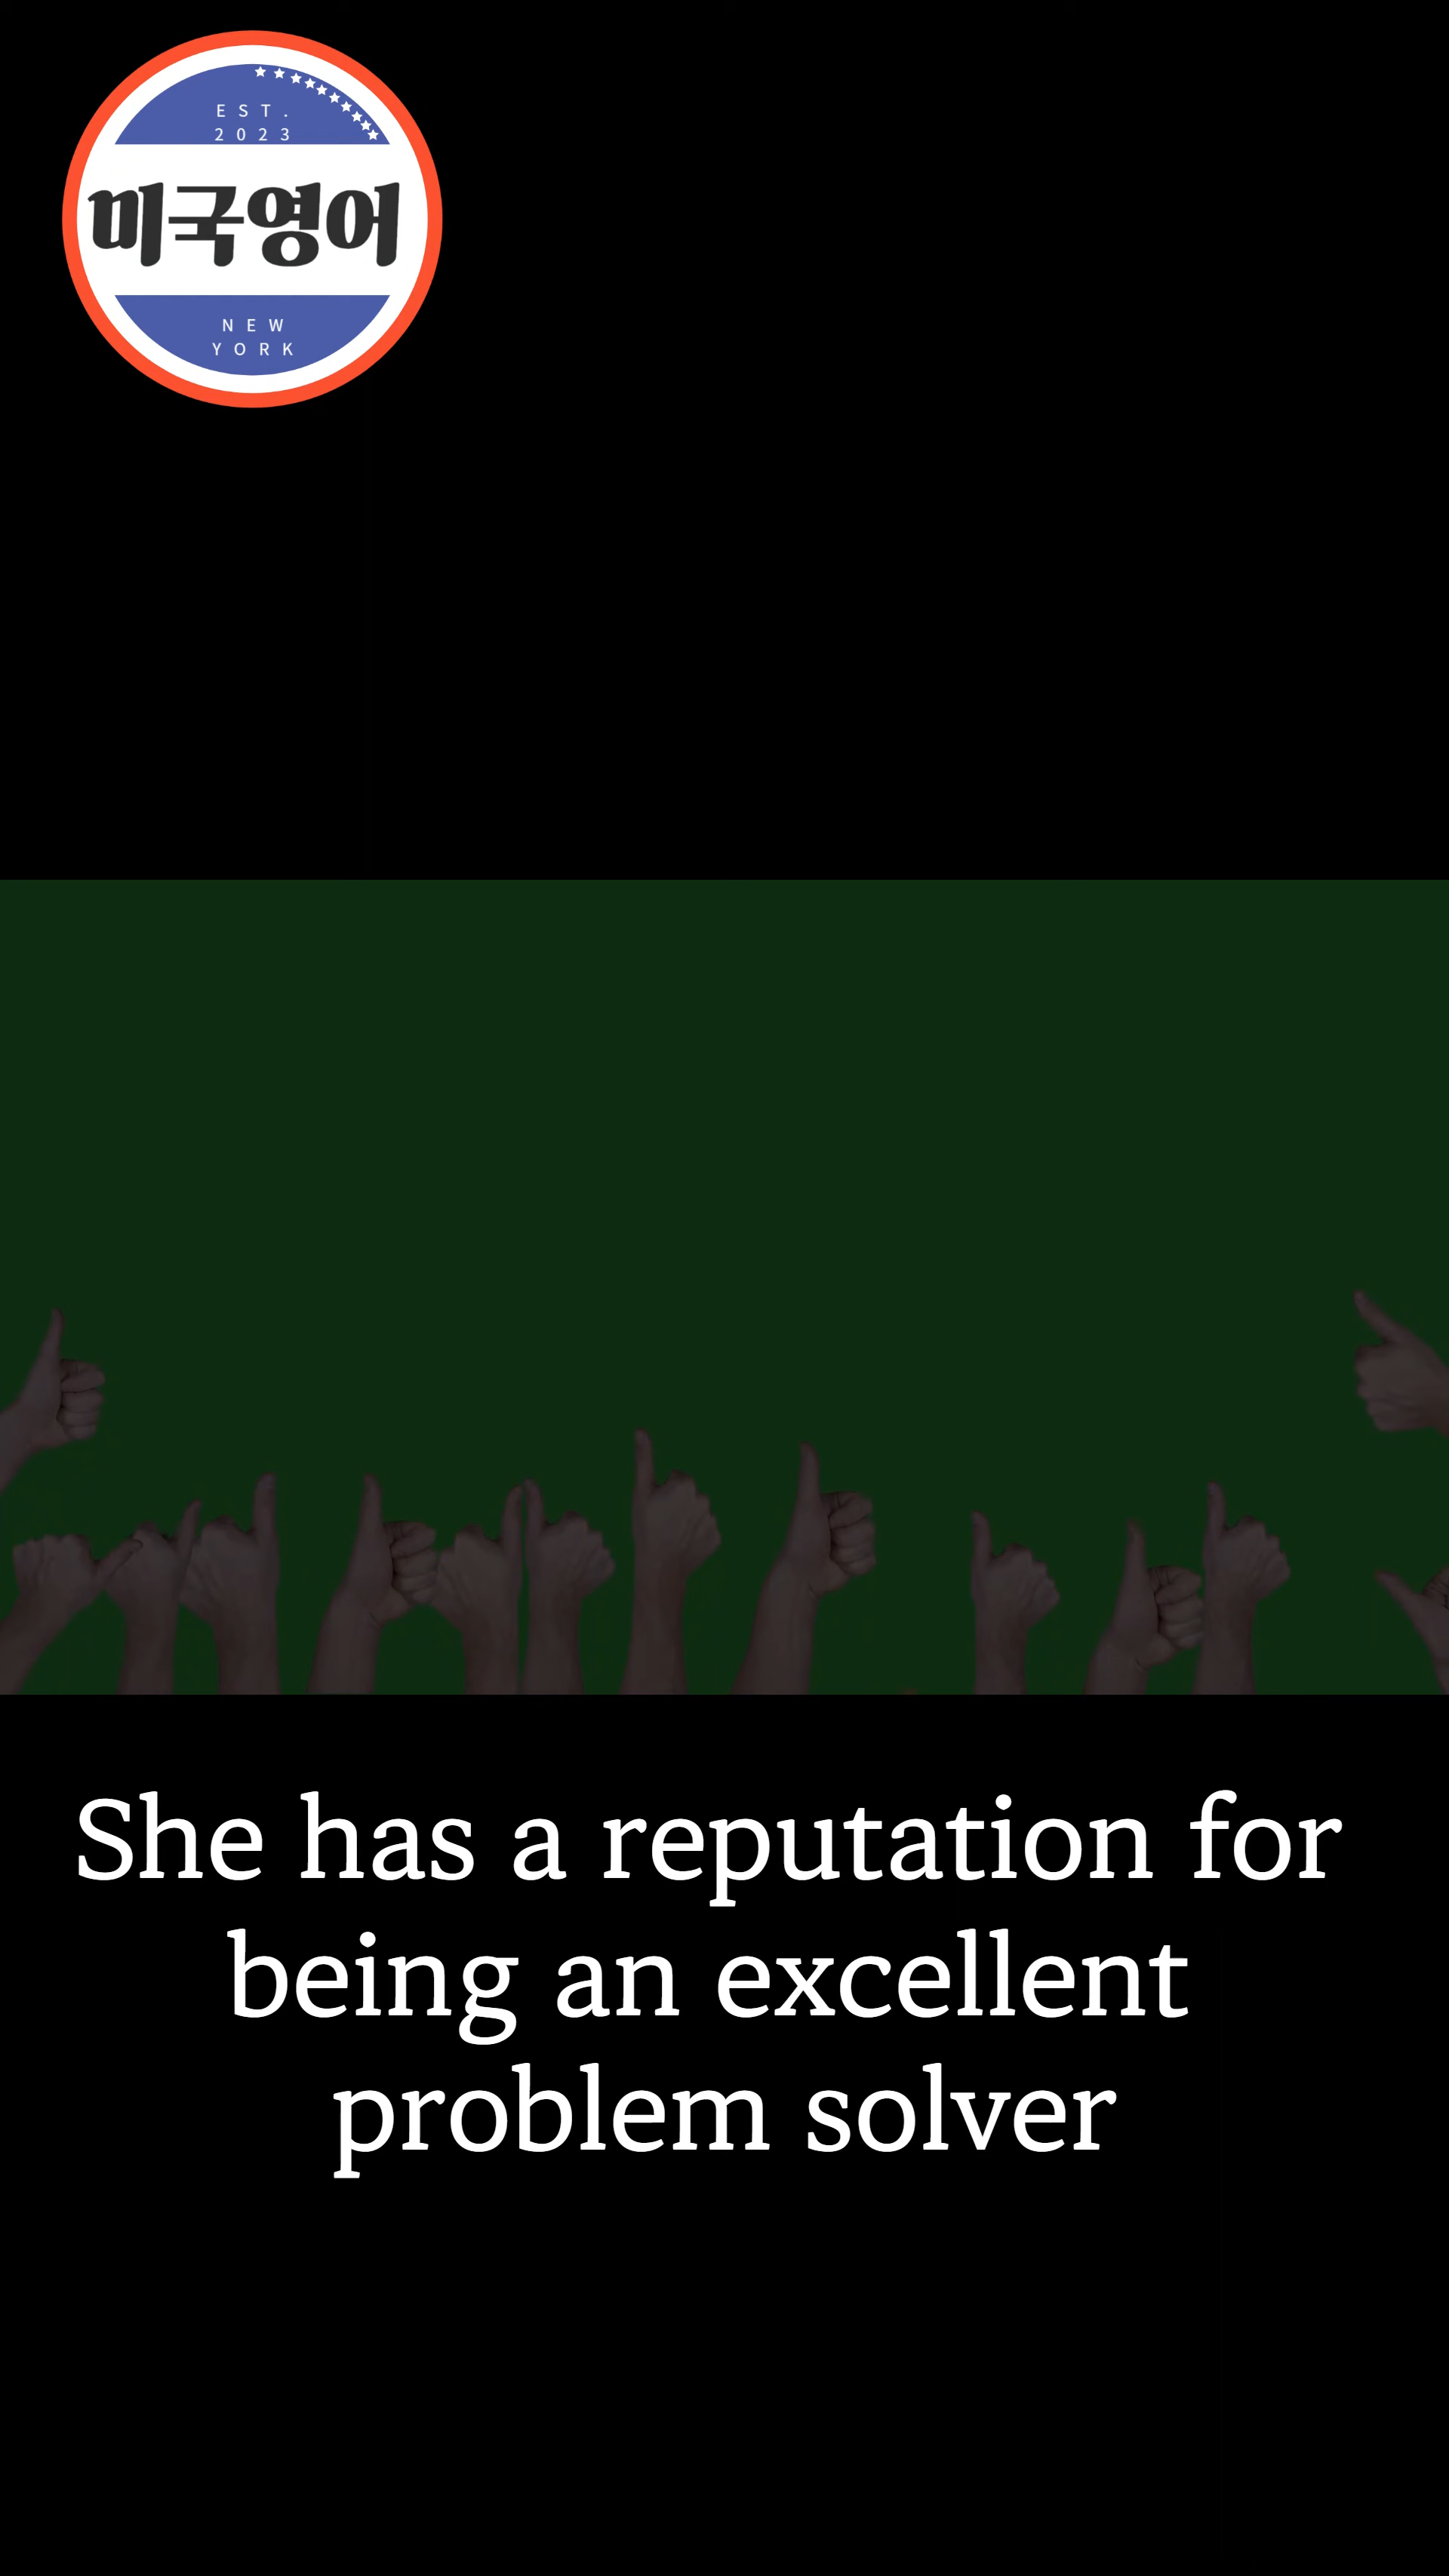 EST.
2023
미국영어
NEW
YORK
She has a reputation for
being an excellent
problem solver